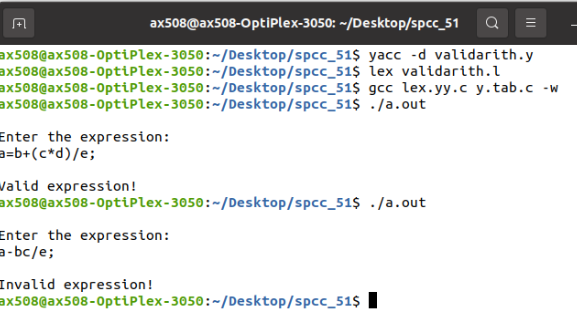 ax508@ax508-OptiPlex-3050: ~/Desktop/spcc_51
ax508@ax508-OptiPlex-3050:~/Desktop/spcc_51$ yacc -d validarith.y
ax508@ax508-OptiPlex-3050:~/Desktop/spcc_51$ lex validarith.l
ax508@ax508-OptiPlex-3050:~/Desktop/spcc_51$ gcc lex.yy.c y.tab.c -w
ax508@ax508-OptiPlex-3050:~/Desktop/spcc_51$ ./a.out
Enter the expression:
a=b+(c*d)/e;
Valid expression!
ax508@ax508-OptiPlex-3050:~/Desktop/spcc_51$ ./a.out
Enter the expression:
a-bc/e;
Invalid expression!
ax508@ax508-OptiPlex-3050:~/Desktop/spcc_51$